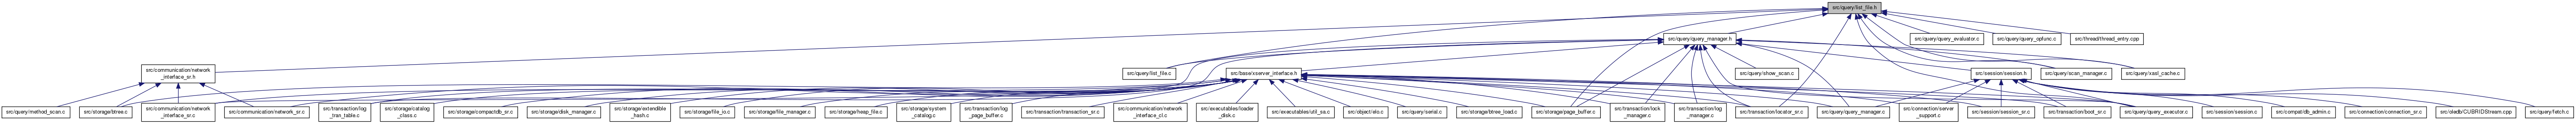 src/query/list_file.h
src/query/query_manager.h
src/query/query_evaluator.c
src/query/query_opfunc.c
src/thread/thread_entry.cpp
src/communication/network
_interface_sr.h
src/query/list_file.c
src/base/xserver_interface.h
src/query/show_scan.c
src/session/session.h
src/query/scan_manager.c
src/query/xasl_cache.c
src/query/method_scan.c
src/storage/btree.c
src/communication/network
_interface_sr.c
src/communication/network_sr.c
src/transaction/log
_tran_table.c
src/storage/catalog
_class.c
src/storage/compactdb_sr.c
src/storage/disk_manager.c
src/storage/extendible
_hash.c
src/storage/file_io.c
src/storage/file_manager.c
src/storage/heap_file.c
src/storage/system
_catalog.c
src/transaction/log
_page_buffer.c
src/transaction/transaction_sr.c
src/communication/network
_interface_cl.c
src/executables/loader
_disk.c
src/executables/util_sa.c
src/object/elo.c
src/query/serial.c
src/storage/btree_load.c
src/storage/page_buffer.c
src/transaction/lock
_manager.c
src/transaction/log
_manager.c
src/transaction/locator_sr.c
src/query/query_manager.c
src/connection/server
_support.c
src/session/session_sr.c
src/transaction/boot_sr.c
src/query/query_executor.c
src/session/session.c
src/compat/db_admin.c
src/connection/connection_sr.c
src/oledb/CUBRIDStream.cpp
src/query/fetch.c